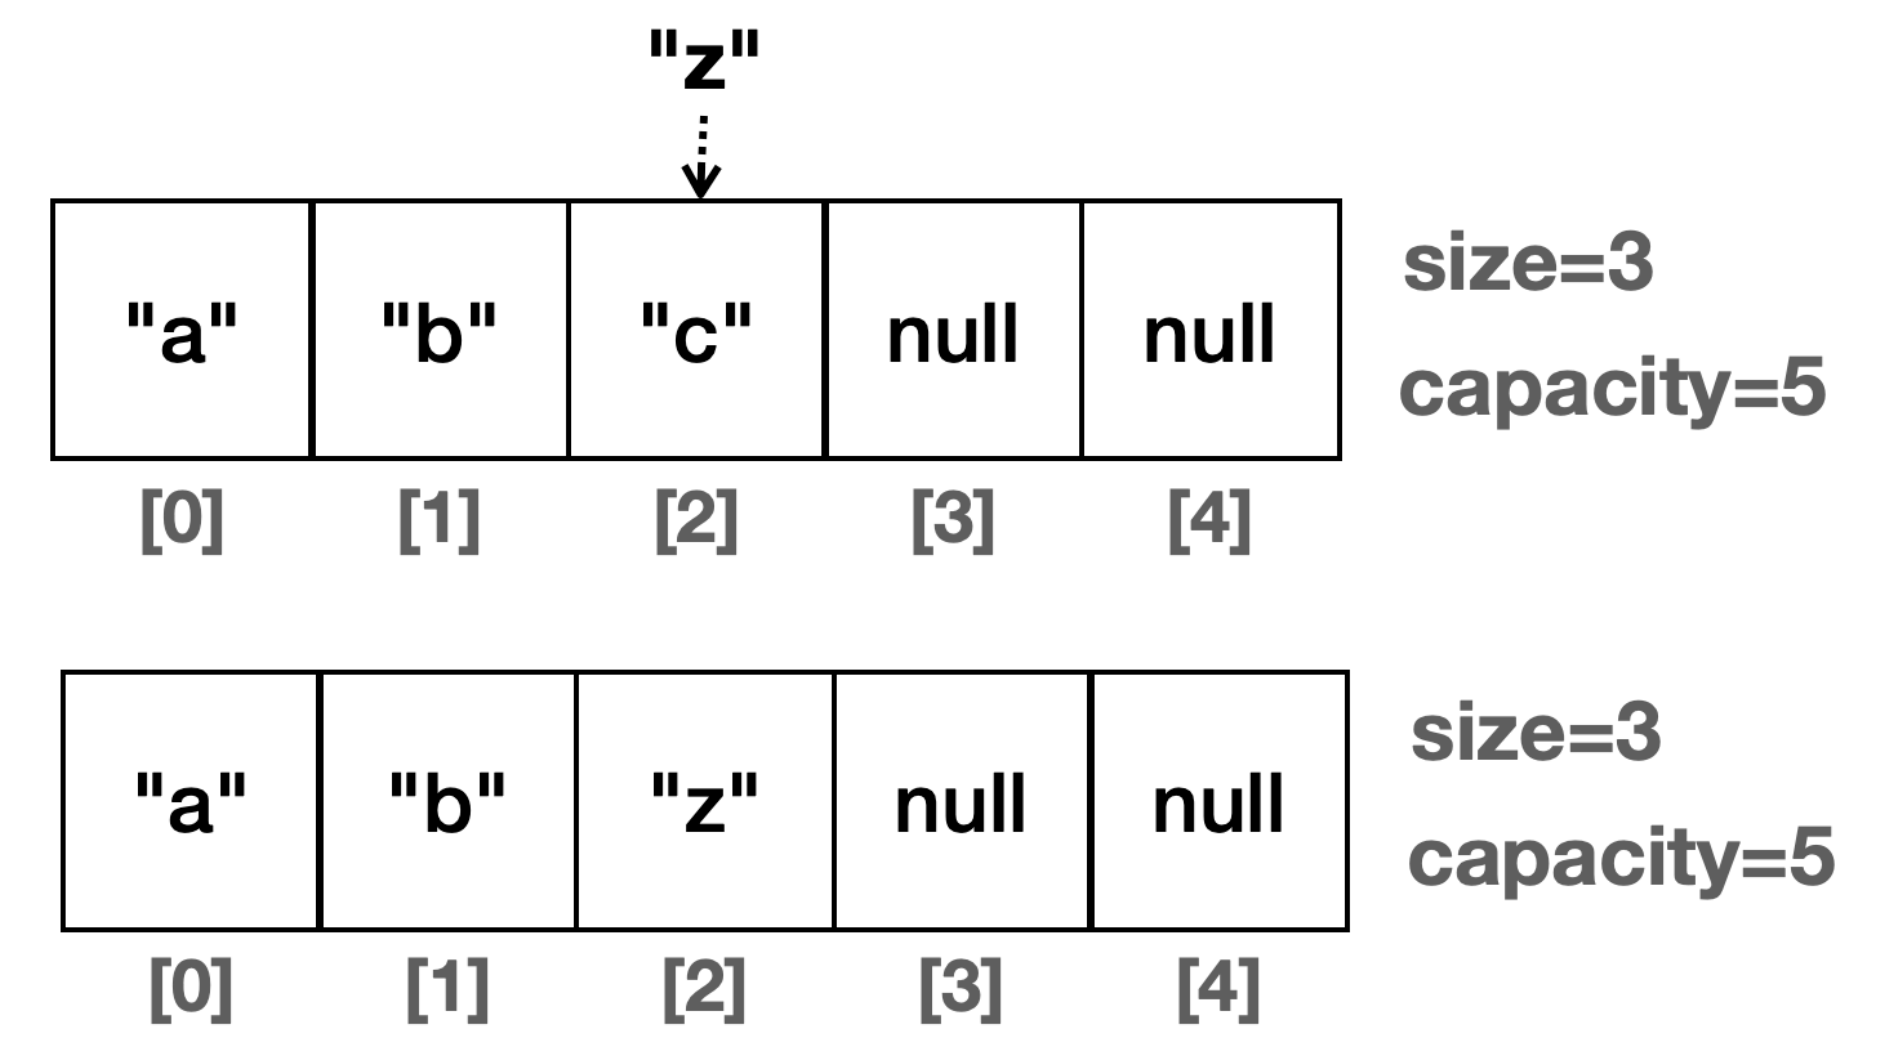 "z"
"a" "b" "c" null null
size=3
capacity=5
[0] [1] [2] [3] [4]
"a" "b" "z" null null
size=3
capacity=5
[0] [1] [2] [3] [4]